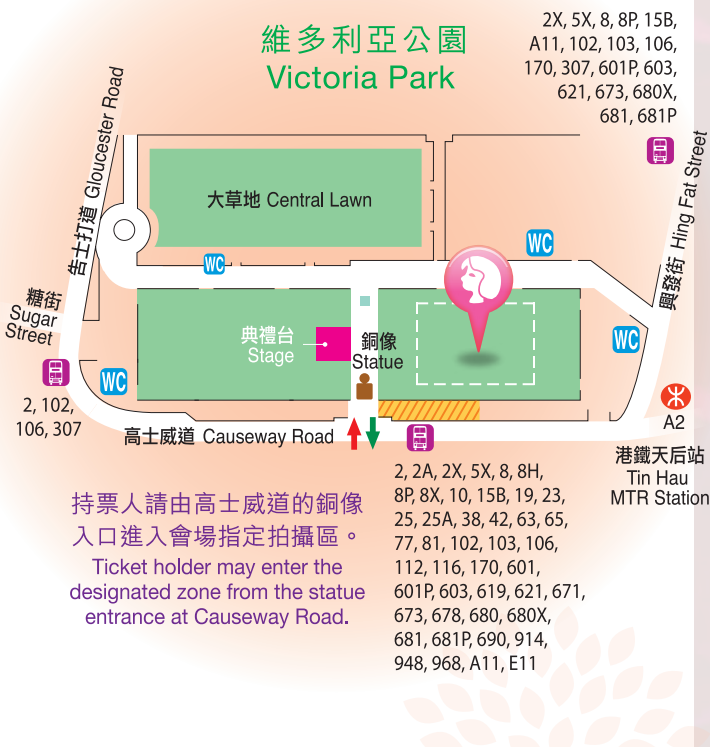 維多利亞公園
Victoria Park
2X, 5X, 8, 8P, 15B,
A11, 102, 103, 106,
170, 307, 601P, 603,
621, 673, 680X,
681, 681P
告士打道 Gloucester Road
興發街 Hing Fat Street
大草地 Central Lawn
WC
WC
糖街
Sugar
Street
典禮台
Stage
銅像
Statue
WC
WC
2, 102,
106, 307
高士威道 Causeway Road
A2
港鐵天后站
Tin Hau
MTR Station
持票人請由高士威道的銅像
入口進入會場指定拍攝區。
Ticket holder may enter the
designated zone from the statue
entrance at Causeway Road.
2, 2A, 2X, 5X, 8, 8H,
8P, 8X, 10, 15B, 19, 23,
25, 25A, 38, 42, 63, 65,
77, 81, 102, 103, 106,
112, 116, 170, 601,
601P, 603, 619, 621, 671,
673, 678, 680, 680X,
681, 681P, 690, 914,
948, 968, A11, E11